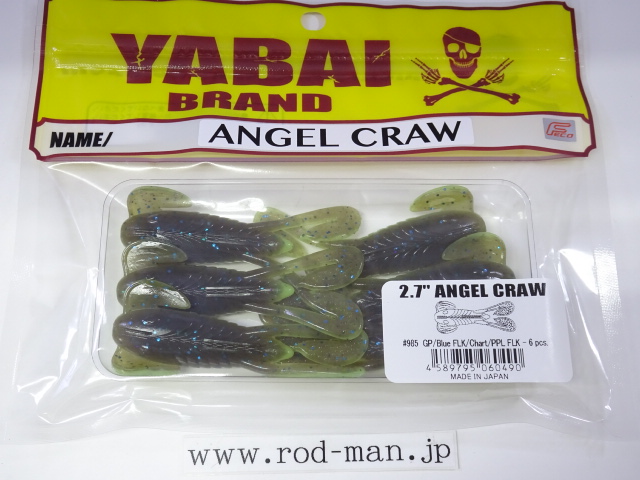 YABAI
BRAND
NAME/
ANGEL CRAW
FECO
2.7" ANGEL CRAW
#985 GP/Blue FLK/Chart/PPL FLK - 6 pcs.
4 589795 060490
MADE IN JAPAN
www.rod-man.jp